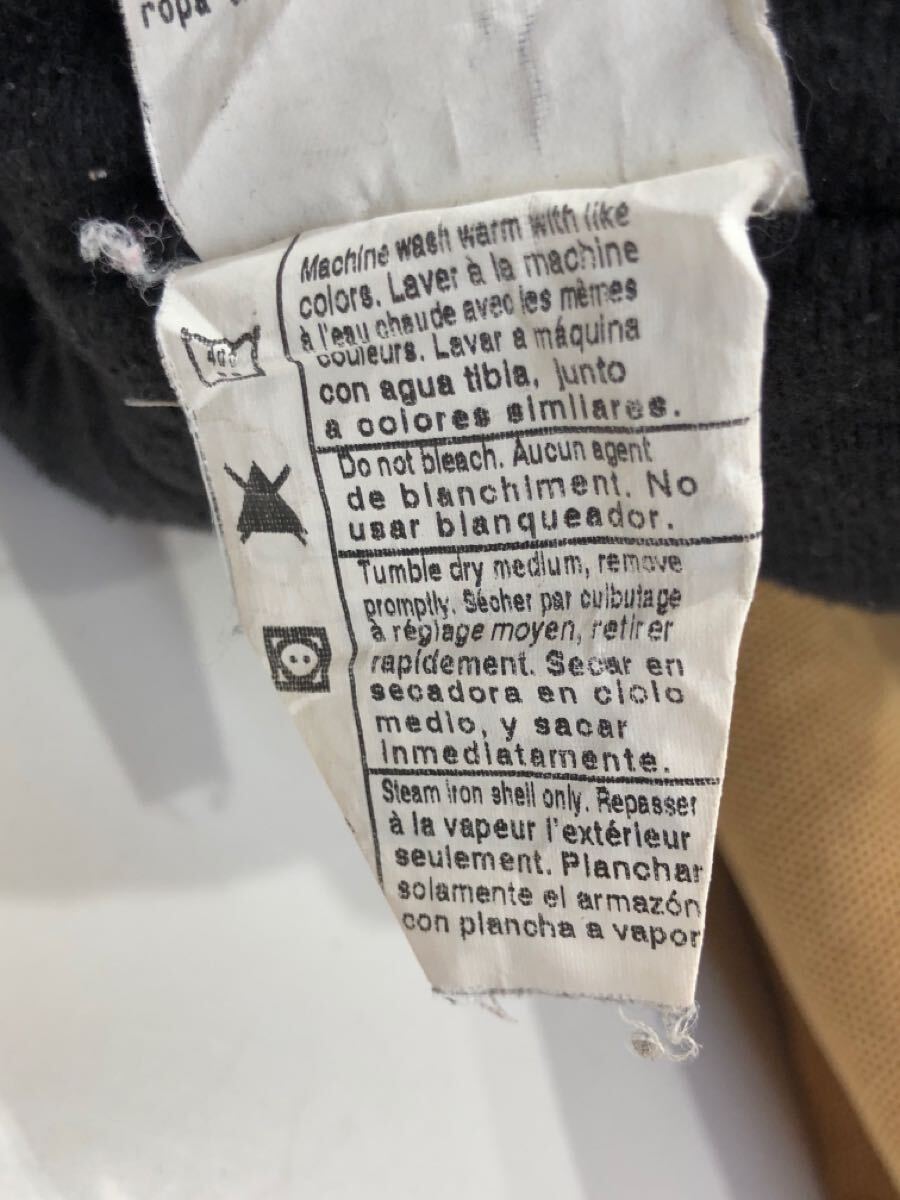 ropa
Machine wash warm with like
colors. Laver à la machine
à l'eau chaude avec les mêmes
couleurs. Lavar a máquina
con agua tibla, junto
a colores similares.
40°
Do not bleach. Aucun agent
de blanchiment. No
usar blanqueador.
Tumble dry medium, remove
promptly. Sécher par culbutage
à réglage moyen, retirer
rapidement. Secar en
secadora en ciclo
medio, y sacar
inmediatamente.
Steam iron shell only. Repasser
à la vapeur l'extérieur
seulement. Planchar
solamente el armazón
con plancha a vapor